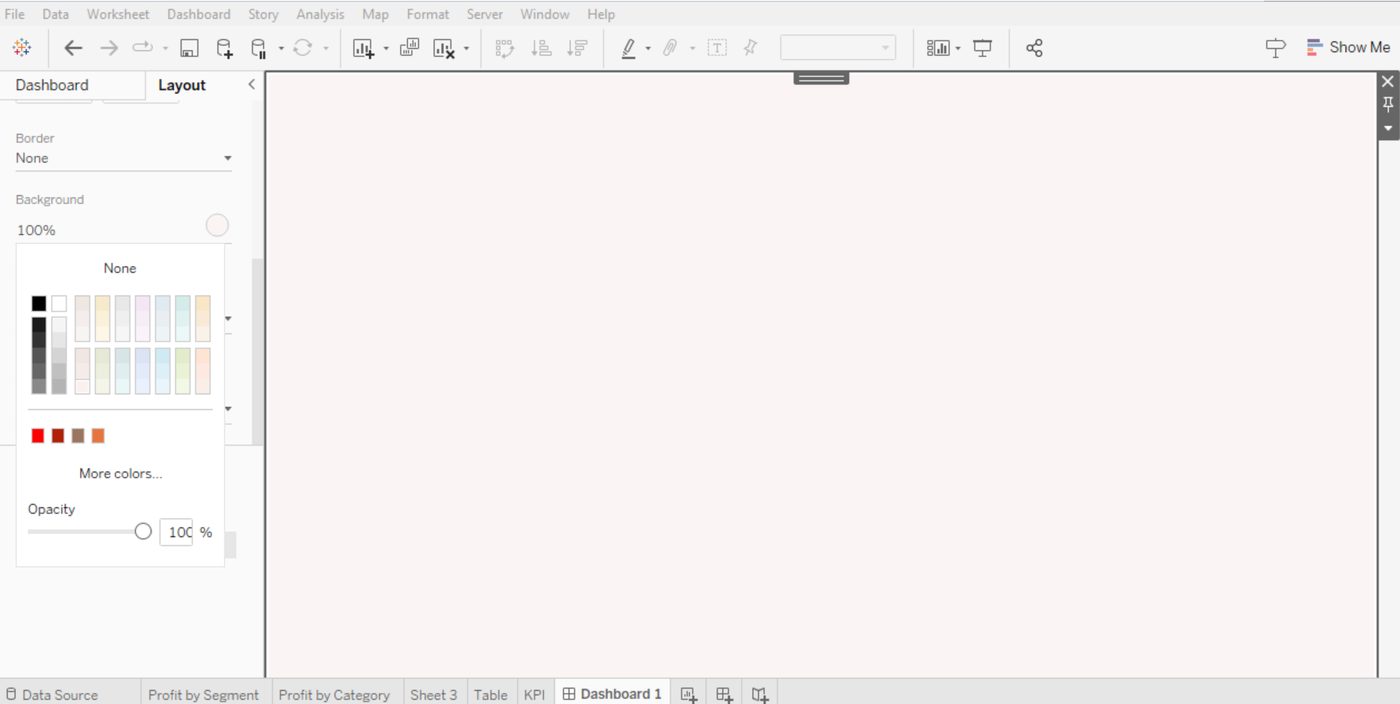 File Data Worksheet Dashboard Story Analysis Map Format Server Window Help
Show Me
Dashboard Layout
Border
None
Background
100%
None
More colors...
Opacity
100 %
Data Source Profit by Segment Profit by Category Sheet 3 Table KPI Dashboard 1